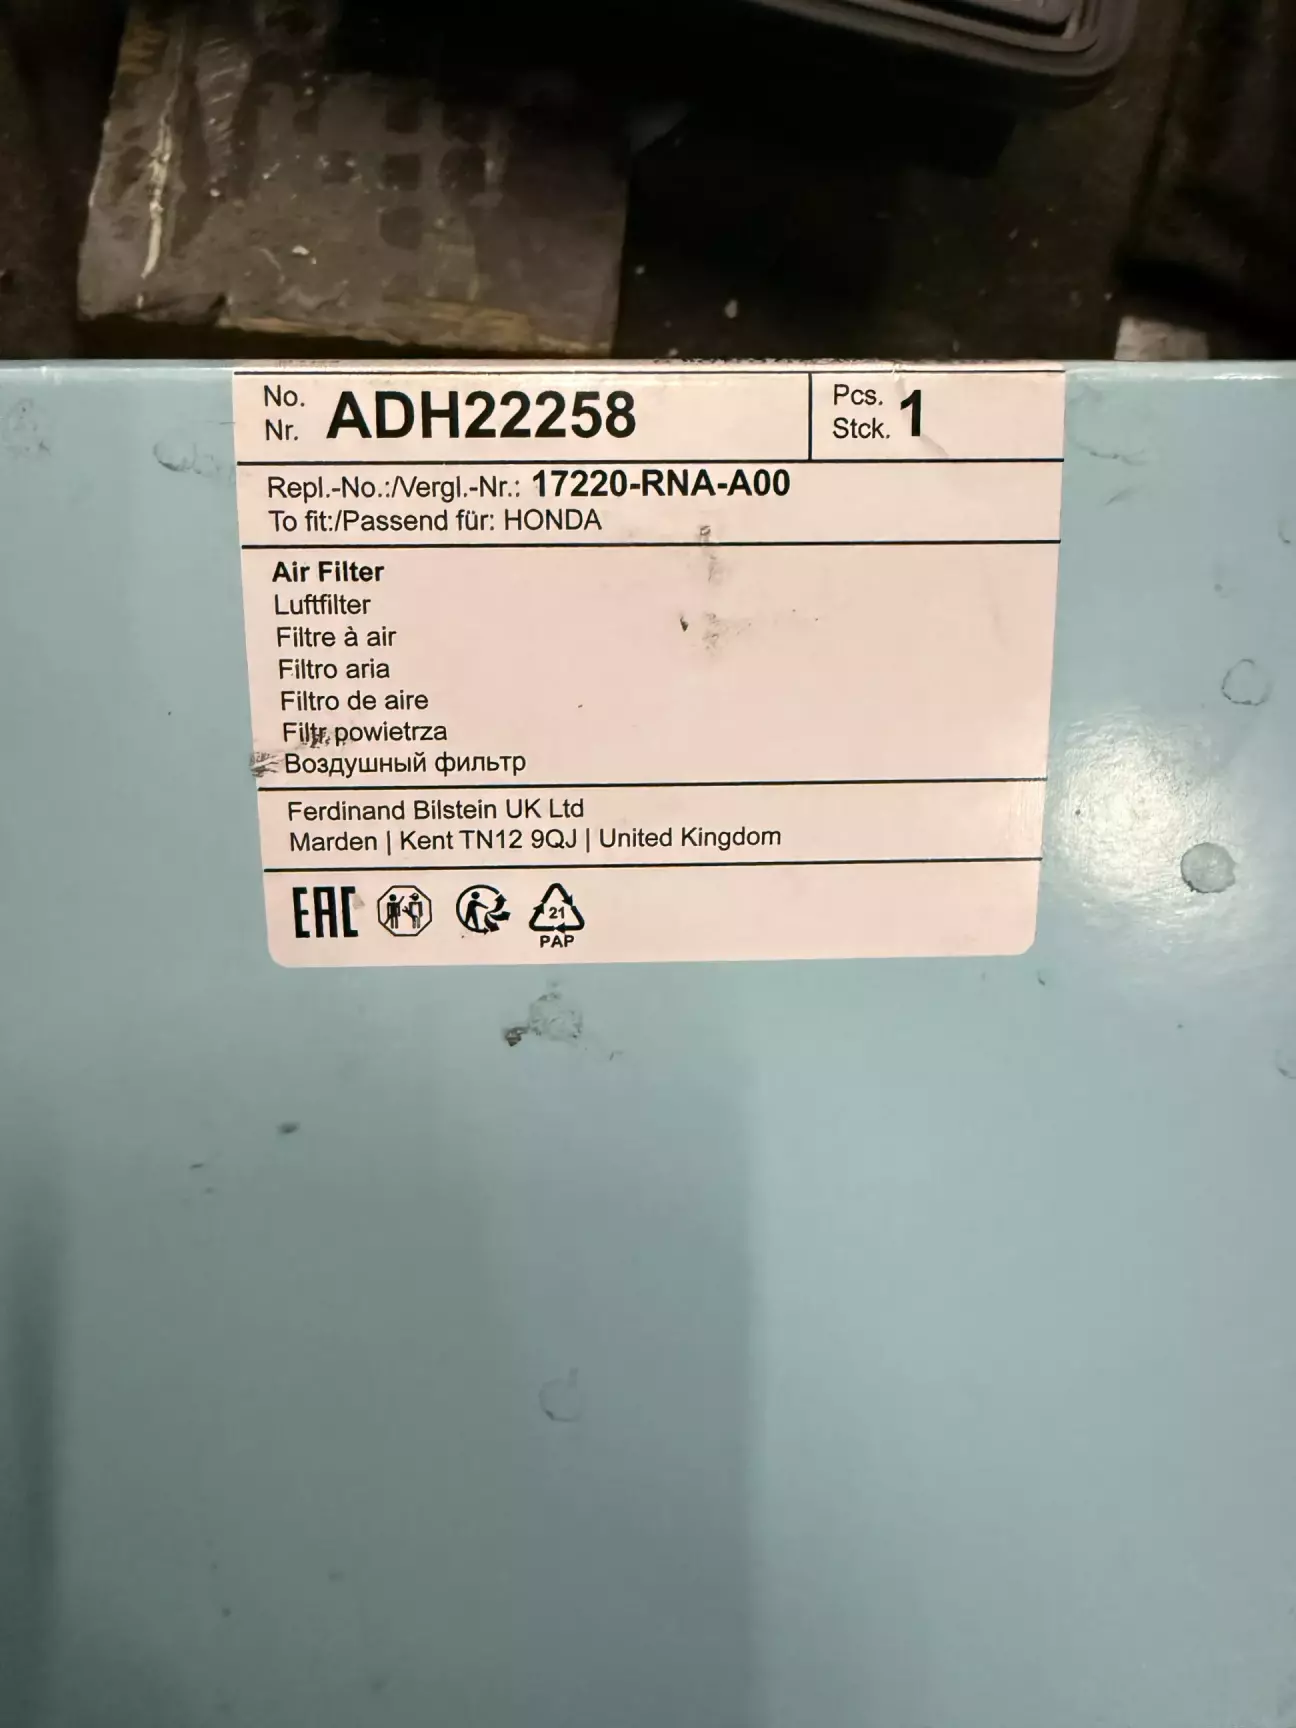 No. ADH22258 Pcs. 1
Nr. Stck.
Repl.-No.:/Vergl.-Nr.: 17220-RNA-A00
To fit:/Passend für: HONDA
Air Filter
Luftfilter
Filtre à air
Filtro aria
Filtro de aire
Filtr powietrza
Воздушный фильтр
Ferdinand Bilstein UK Ltd
Marden | Kent TN12 9QJ | United Kingdom
EAC 21
PAP